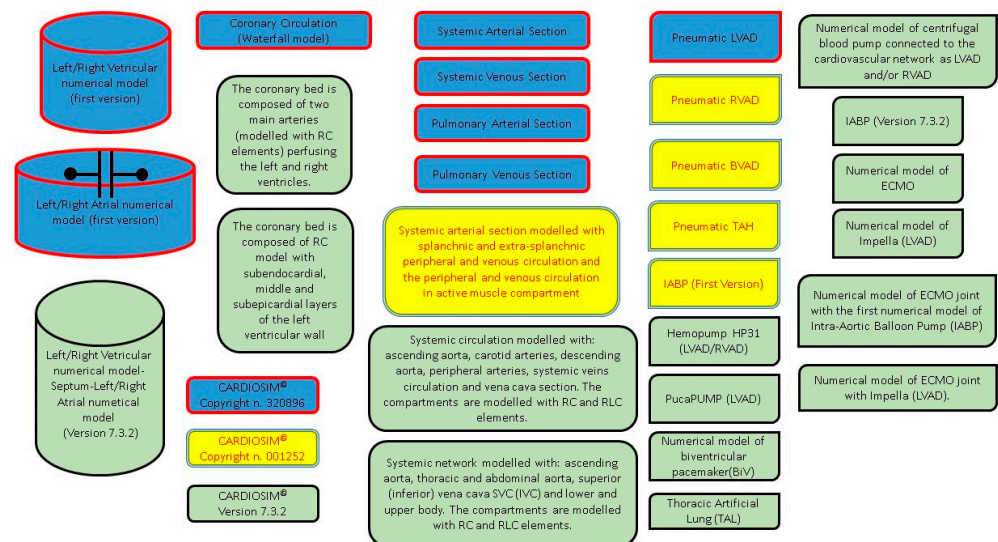 Left/Right Vetricular
numerical model
(first version)
Left/Right Atrial numerical
model (first version)
Left/Right Vetricular
numerical model-
Septum-Left/Right
Atrial numetical
model
(Version 7.3.2)
Coronary Circulation
(Waterfall model)
The coronary bed is
composed of two
main arteries
(modelled with RC
elements) perfusing
the left and right
ventricles.
The coronary bed is
composed of RC
model with
subendocardial,
middle and
subepicardial layers
of the left
ventricular wall
CARDIOSIM®
Copyright n. 320896
CARDIOSIM®
Copyright n. 001252
CARDIOSIM®
Version 7.3.2
Systemic Arterial Section
Systemic Venous Section
Pulmonary Arterial Section
Pulmonary Venous Section
Systemic arterial section modelled with
splanchnic and extra-splanchnic
peripheral and venous circulation and
the peripheral and venous circulation
in active muscle compartment
Systemic circulation modelled with:
ascending aorta, carotid arteries, descending
aorta, peripheral arteries, systemic veins
circulation and vena cava section. The
compartments are modelled with RC and RLC
elements.
Systemic network modelled with: ascending
aorta, thoracic and abdominal aorta, superior
(inferior) vena cava SVC (IVC) and lower and
upper body. The compartments are modelled
with RC and RLC elements.
Pneumatic LVAD
Pneumatic RVAD
Pneumatic BVAD
Pneumatic TAH
IABP (First Version)
Hemopump HP31
(LVAD/RVAD)
PucaPUMP (LVAD)
Numerical model of
biventricular
pacemaker(BiV)
Thoracic Artificial
Lung (TAL)
Numerical model of centrifugal
blood pump connected to the
cardiovascular network as LVAD
and/or RVAD
IABP (Version 7.3.2)
Numerical model of
ECMO
Numerical model of
Impella (LVAD)
Numerical model of ECMO joint
with the first numerical model of
Intra-Aortic Balloon Pump (IABP)
Numerical model of ECMO joint
with Impella (LVAD).